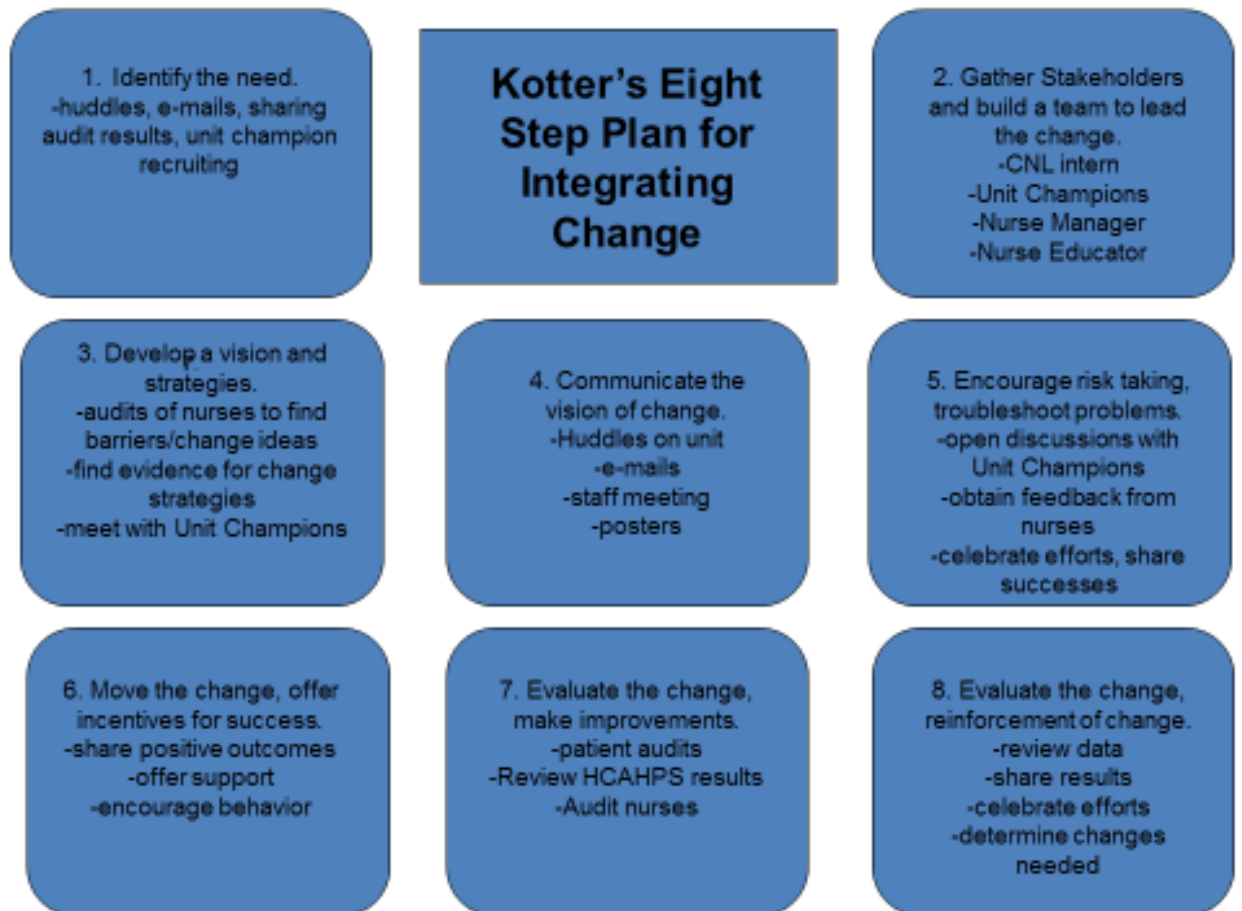 1. Identify the need.
-huddles, e-mails, sharing
audit results, unit champion
recruiting
Kotter's Eight
Step Plan for
Integrating
Change
2. Gather Stakeholders
and build a team to lead
the change.
-CNL intern
-Unit Champions
-Nurse Manager
-Nurse Educator
3. Develop a vision and
strategies.
-audits of nurses to find
barriers/change ideas
-find evidence for change
strategies
-meet with Unit Champions
4. Communicate the
vision of change.
-Huddles on unit
-e-mails
-staff meeting
-posters
5. Encourage risk taking,
troubleshoot problems.
-open discussions with
Unit Champions
-obtain feedback from
nurses
-celebrate efforts, share
successes
6. Move the change, offer
incentives for success.
-share positive outcomes
-offer support
-encourage behavior
7. Evaluate the change,
make improvements.
-patient audits
-Review HCAHPS results
-Audit nurses
8. Evaluate the change,
reinforcement of change.
-review data
-share results
-celebrate efforts
-determine changes
needed